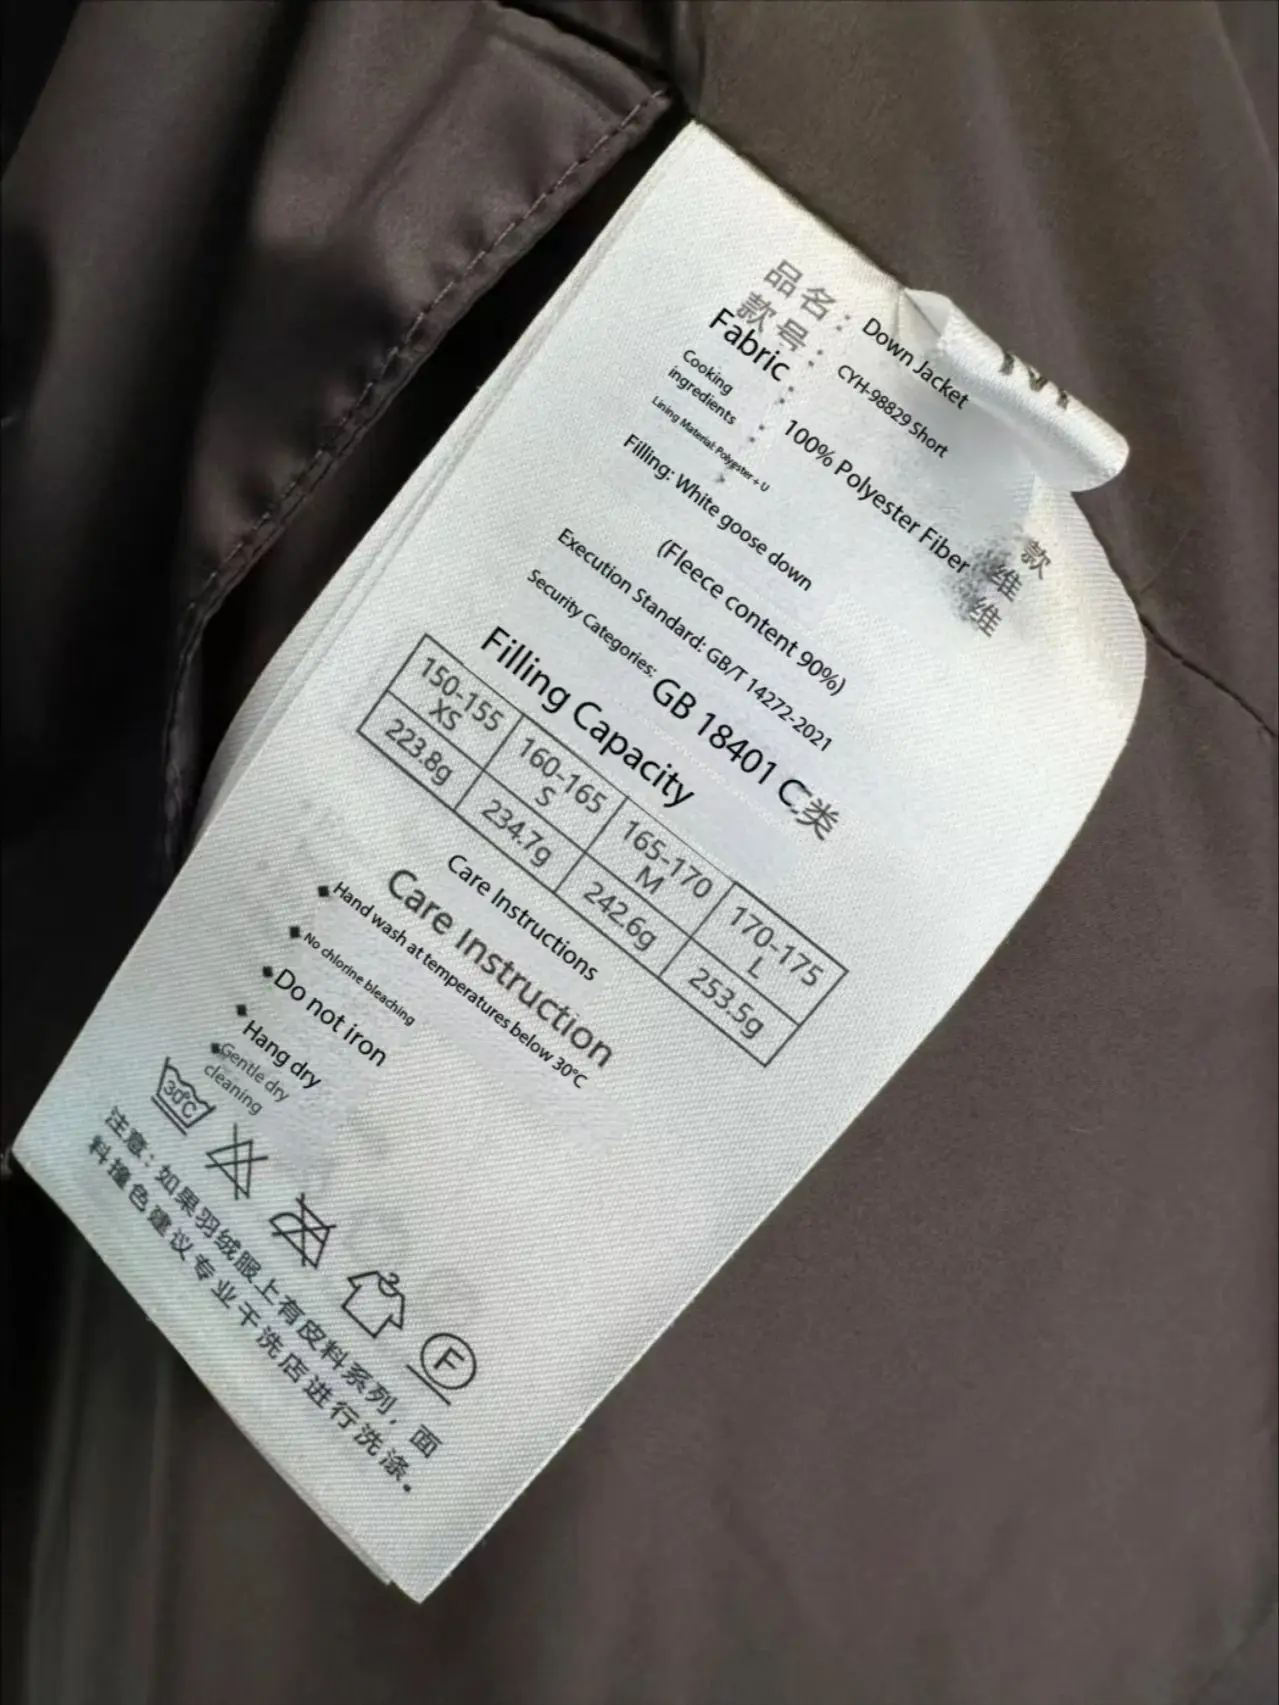 品名：Down Jacket
款号：CYH-98829 Short 款
Fabric : 100% Polyester Fiber 维
Cooking ingredients : 维
Lining Material: Polyester + U
Filling: White goose down
(Fleece content 90%)
Execution Standard: GB/T 14272-2021
Security Categories: GB 18401 C类
Filling Capacity
150-155 160-165 165-170 170-175
XS S M L
223.8g 234.7g 242.6g 253.5g
Care Instructions
Care Instruction
Hand wash at temperatures below 30℃
No chlorine bleaching
Do not iron
Hang dry
Gentle dry cleaning
30℃
F
注意：如果羽绒服上有皮料系列，面
料撞色建议专业干洗店进行洗涤。